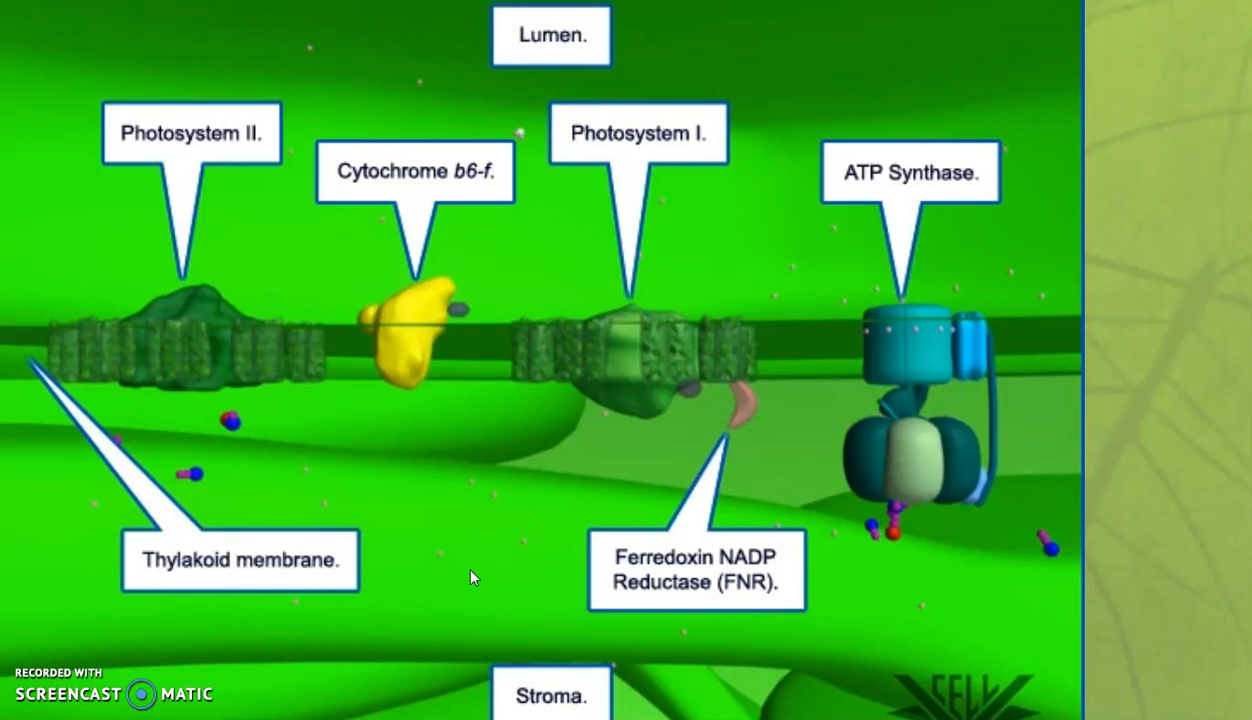 Lumen.
Photosystem II.
Photosystem I.
Cytochrome b6-f.
ATP Synthase.
Thylakoid membrane.
Ferredoxin NADP
Reductase (FNR).
RECORDED WITH
SCREENCAST MATIC
Stroma.